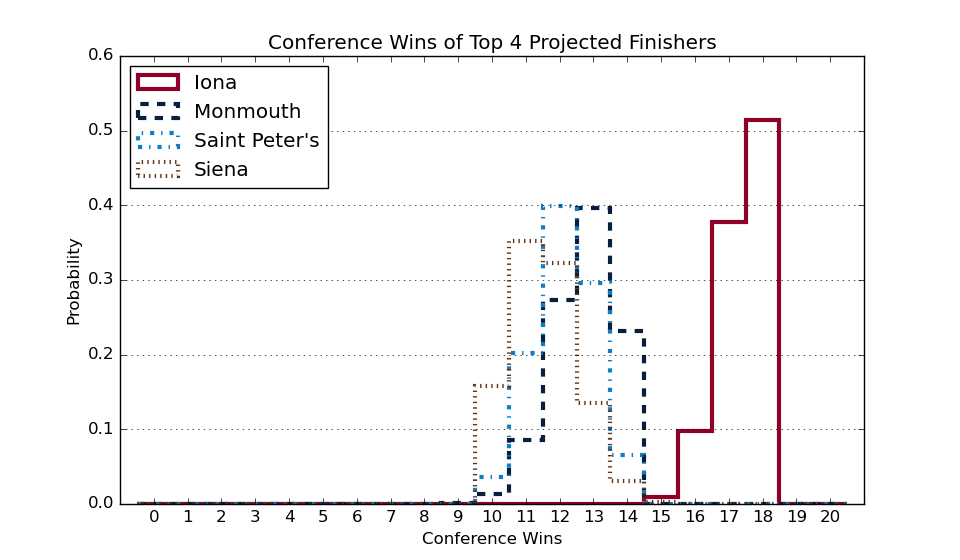 Conference Wins of Top 4 Projected Finishers
0.6
Iona
Monmouth
Saint Peter's
Siena
0.5
0.4
0.3
0.2
0.1
0.0
Probability
0 1 2 3 4 5 6 7 8 9 10 11 12 13 14 15 16 17 18 19 20
Conference Wins